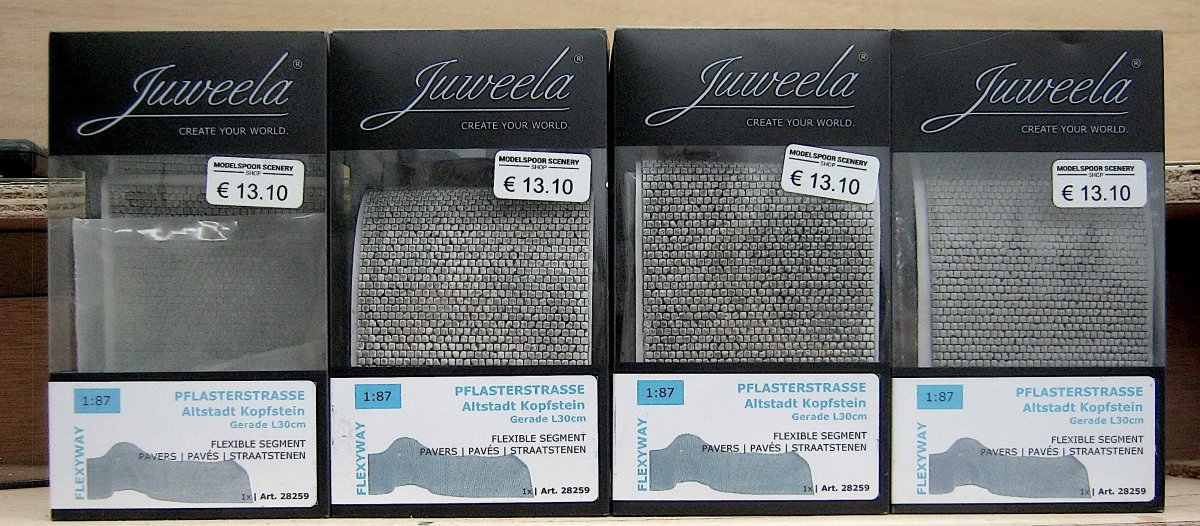 Juweela®
CREATE YOUR WORLD.
MODELSPOOR SCENERY
SHOP
€ 13.10
1:87
PFLASTERSTRASSE
Altstadt Kopfstein
Gerade L30cm
FLEXYWAY
FLEXIBLE SEGMENT
PAVERS | PAVÉS | STRAATSTENEN
1x | Art. 28259
Juweela®
CREATE YOUR WORLD.
MODELSPOOR SCENERY
SHOP
€ 13.10
1:87
PFLASTERSTRASSE
Altstadt Kopfstein
Gerade L30cm
FLEXYWAY
FLEXIBLE SEGMENT
PAVERS | PAVÉS | STRAATSTENEN
1x | Art. 28259
Juweela®
CREATE YOUR WORLD.
MODELSPOOR SCENERY
SHOP
€ 13.10
1:87
PFLASTERSTRASSE
Altstadt Kopfstein
Gerade L30cm
FLEXYWAY
FLEXIBLE SEGMENT
PAVERS | PAVÉS | STRAATSTENEN
1x | Art. 28259
Juweela®
CREATE YOUR WORLD.
MODELSPOOR SCENERY
SHOP
€ 13.10
1:87
PFLASTERSTRASSE
Altstadt Kopfstein
Gerade L30cm
FLEXYWAY
FLEXIBLE SEGMENT
PAVERS | PAVÉS | STRAATSTENEN
1x | Art. 28259